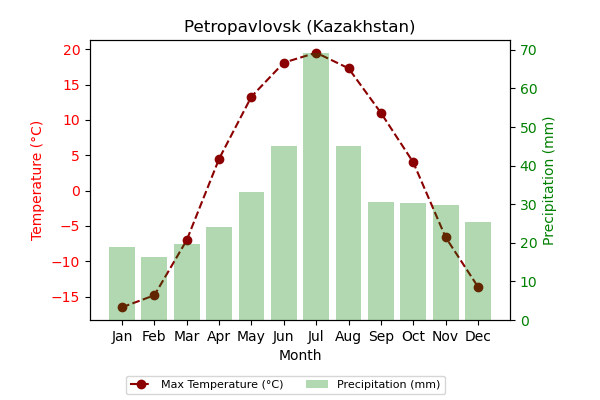 Petropavlovsk (Kazakhstan)
Temperature (°C)
20
15
10
5
0
−5
−10
−15
70
60
50
40
30
20
10
0
Precipitation (mm)
Jan Feb Mar Apr May Jun Jul Aug Sep Oct Nov Dec
Month
Max Temperature (°C) Precipitation (mm)